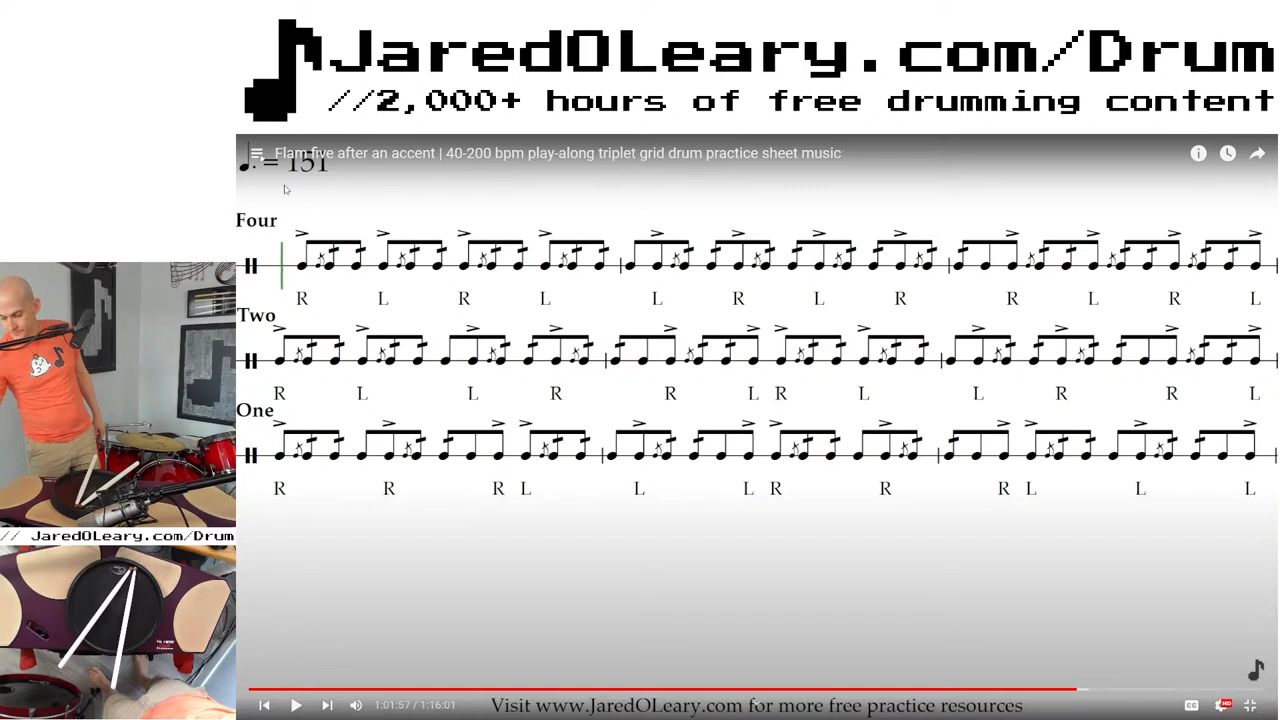 JaredOLeary.com/Drum
//2,000+ hours of free drumming content
Flam five after an accent | 40-200 bpm play-along triplet grid drum practice sheet music
= 151
Four
R L R L L R L R R L R L
Two
R L L R R L R L L R R L
One
R R R L L L R R R L L L
// JaredOLeary.com/Drum
1:01:57 / 1:16:01
Visit www.JaredOLeary.com for more free practice resources
CC
HD